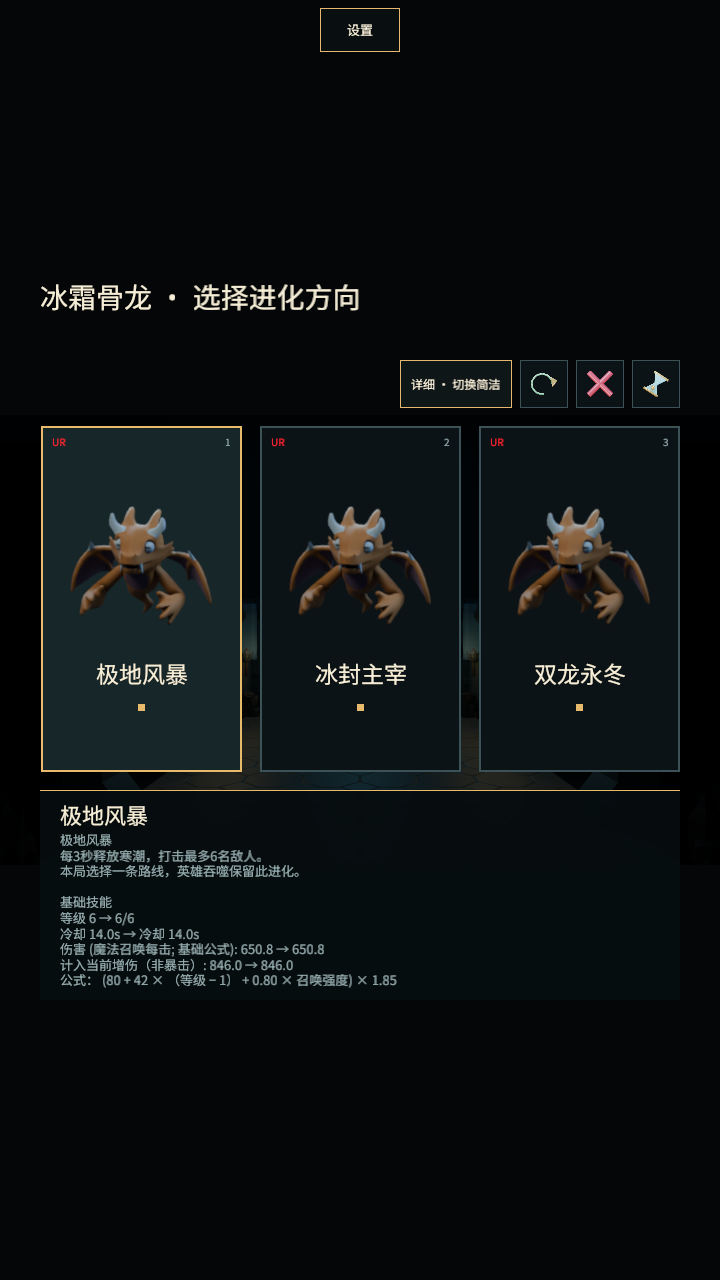 设置
冰霜骨龙 · 选择进化方向
详细 · 切换简洁
UR 1
UR 2
UR 3
极地风暴
冰封主宰
双龙永冬
极地风暴
极地风暴
每3秒释放寒潮，打击最多6名敌人。
本局选择一条路线，英雄吞噬保留此进化。
基础技能
等级 6 → 6/6
冷却 14.0s → 冷却 14.0s
伤害 (魔法召唤每击; 基础公式): 650.8 → 650.8
计入当前增伤（非暴击）: 846.0 → 846.0
公式： (80 + 42 × （等级 − 1） + 0.80 × 召唤强度) × 1.85